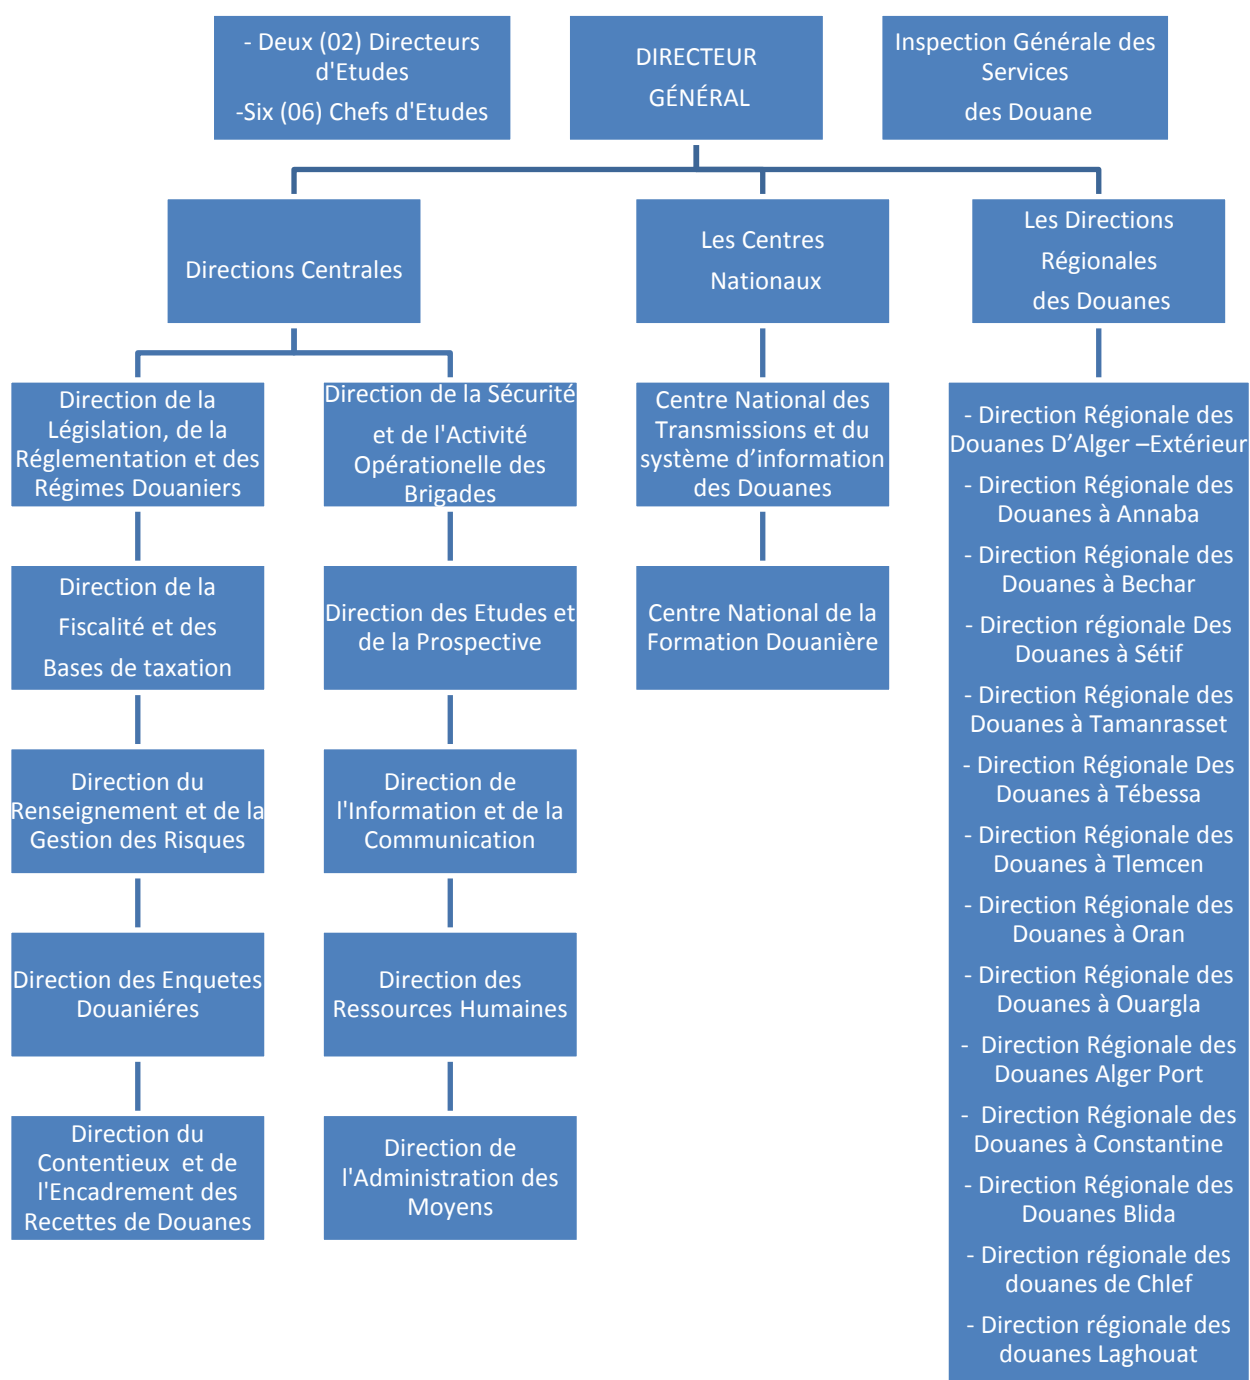 - Deux (02) Directeurs
d'Etudes
-Six (06) Chefs d'Etudes
DIRECTEUR
GÉNÉRAL
Inspection Générale des
Services
des Douane
Directions Centrales
Les Centres
Nationaux
Les Directions
Régionales
des Douanes
Direction de la
Législation, de la
Réglementation et des
Régimes Douaniers
Direction de la Sécurité
et de l'Activité
Opérationelle des
Brigades
Centre National des
Transmissions et du
système d’information
des Douanes
Direction de la
Fiscalité et des
Bases de taxation
Direction des Etudes et
de la Prospective
Centre National de la
Formation Douanière
Direction du
Renseignement et de la
Gestion des Risques
Direction de
l'Information et de la
Communication
Direction des Enquetes
Douaniéres
Direction des
Ressources Humaines
Direction du
Contentieux et de
l'Encadrement des
Recettes de Douanes
Direction de
l'Administration des
Moyens
- Direction Régionale des
Douanes D’Alger –Extérieur
- Direction Régionale des
Douanes à Annaba
- Direction Régionale des
Douanes à Bechar
- Direction régionale Des
Douanes à Sétif
- Direction Régionale des
Douanes à Tamanrasset
- Direction Régionale Des
Douanes à Tébessa
- Direction Régionale des
Douanes à Tlemcen
- Direction Régionale des
Douanes à Oran
- Direction Régionale des
Douanes à Ouargla
- Direction Régionale des
Douanes Alger Port
- Direction Régionale des
Douanes à Constantine
- Direction Régionale des
Douanes Blida
- Direction régionale des
douanes de Chlef
- Direction régionale des
douanes Laghouat